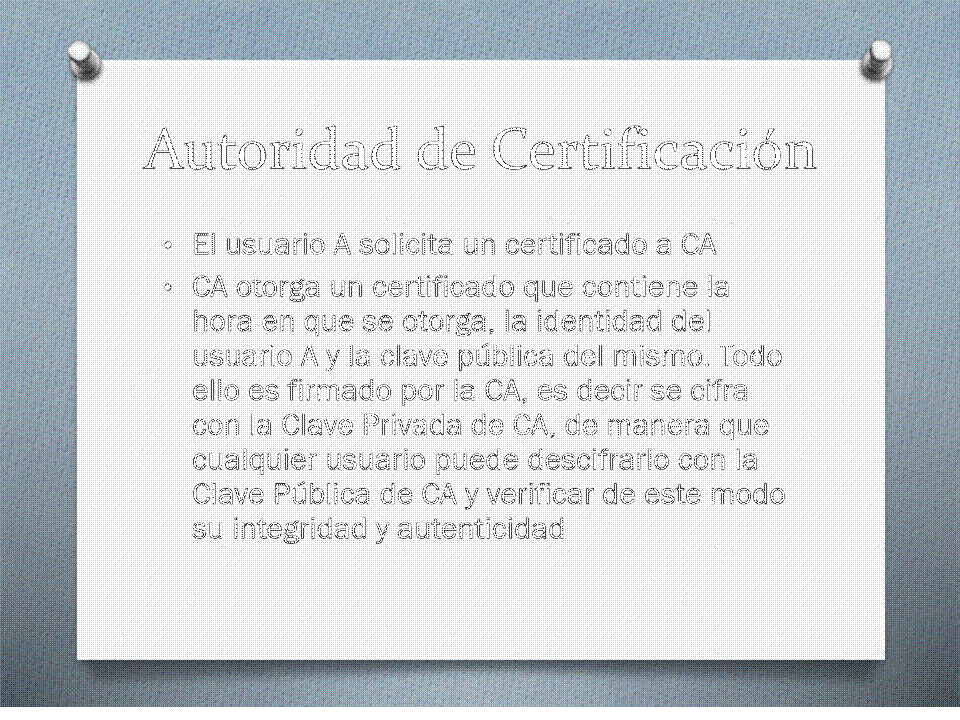 Autoridad de Certificación
• El usuario A solicita un certificado a CA
• CA otorga un certificado que contiene la
hora en que se otorga, la identidad del
usuario A y la clave pública del mismo. Todo
ello es firmado por la CA, es decir se cifra
con la Clave Privada de CA, de manera que
cualquier usuario puede descifrarlo con la
Clave Pública de CA y verificar de este modo
su integridad y autenticidad